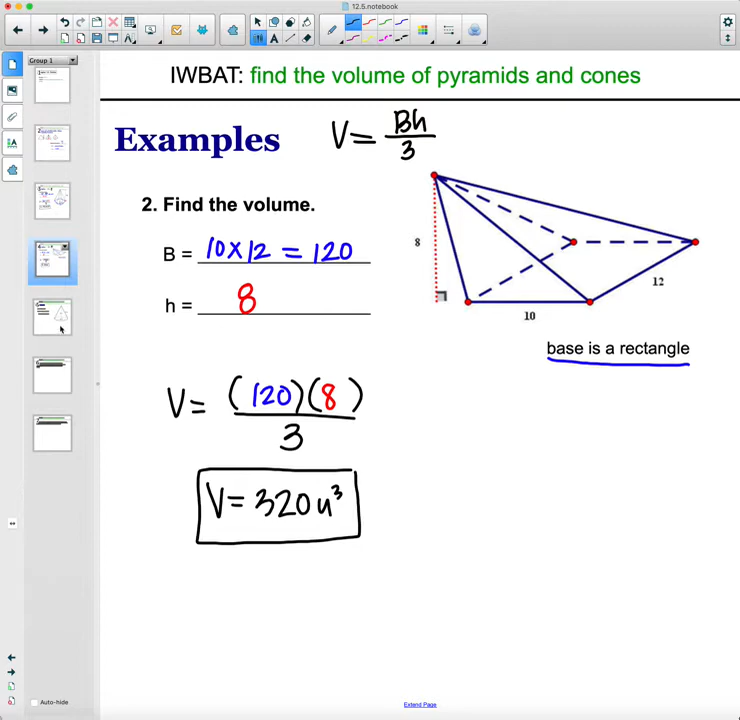 12.5.notebook
Group 1
IWBAT: find the volume of pyramids and cones
Examples
V = Bh/3
2. Find the volume.
B = 10 x 12 = 120
h = 8
8
12
10
base is a rectangle
V = (120)(8)/3
V = 320 u³
Auto-hide
Extend Page